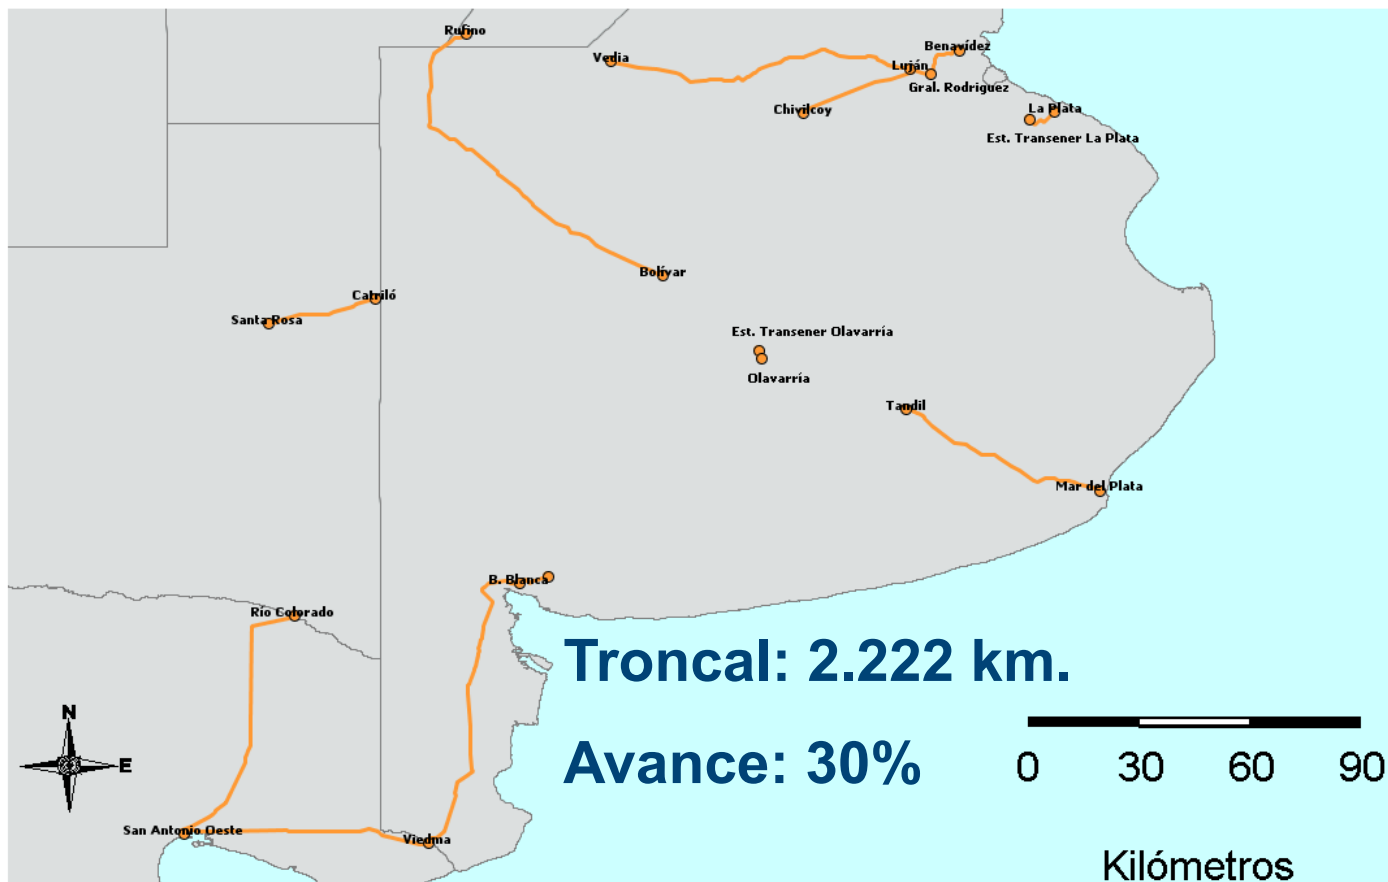 Rufino
Vedia
Benavídez
Luján
Gral. Rodriguez
Chivilcoy
La Plata
Est. Transener La Plata
Bolívar
Catriló
Santa Rosa
Est. Transener Olavarría
Olavarría
Tandil
Mar del Plata
B. Blanca
Río Colorado
Troncal: 2.222 km.
N
E
Avance: 30%
0 30 60 90
San Antonio Oeste
Viedma
Kilómetros